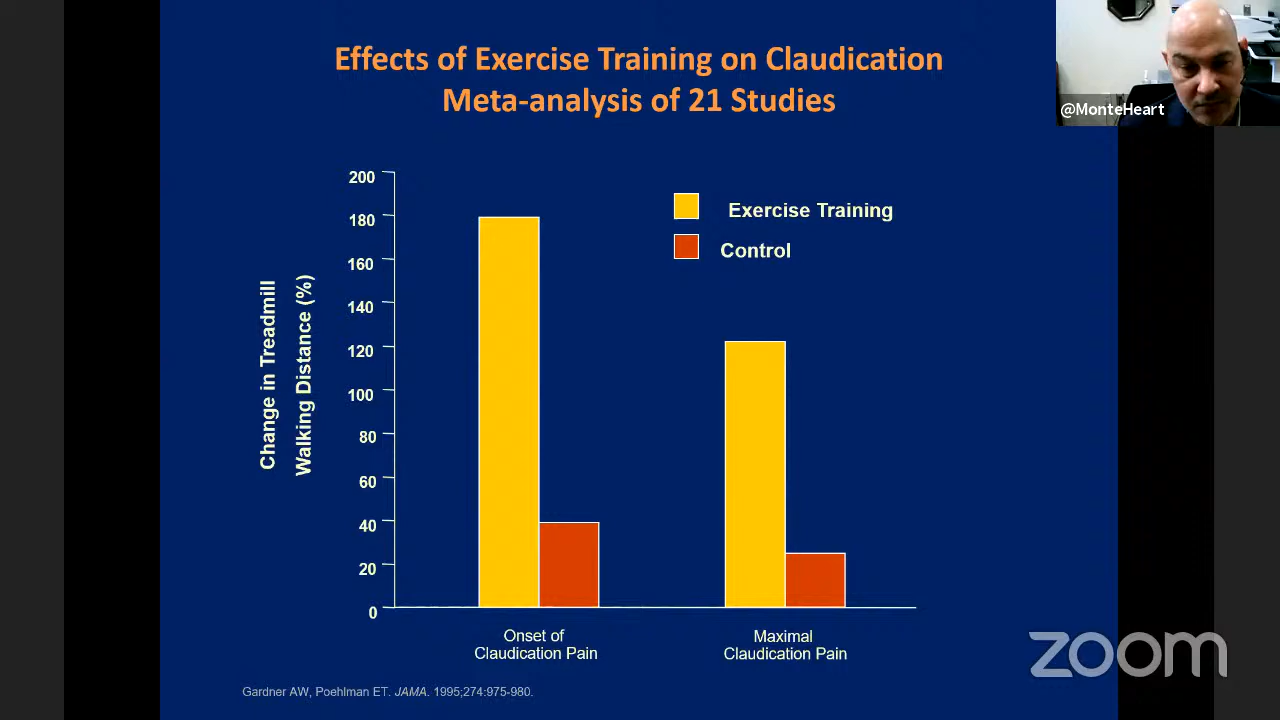 Effects of Exercise Training on Claudication
Meta-analysis of 21 Studies
@MonteHeart
Change in Treadmill
Walking Distance (%)
200
180
160
140
120
100
80
60
40
20
0
Exercise Training
Control
Onset of
Claudication Pain
Maximal
Claudication Pain
Gardner AW, Poehlman ET. JAMA. 1995;274:975-980.
zoom